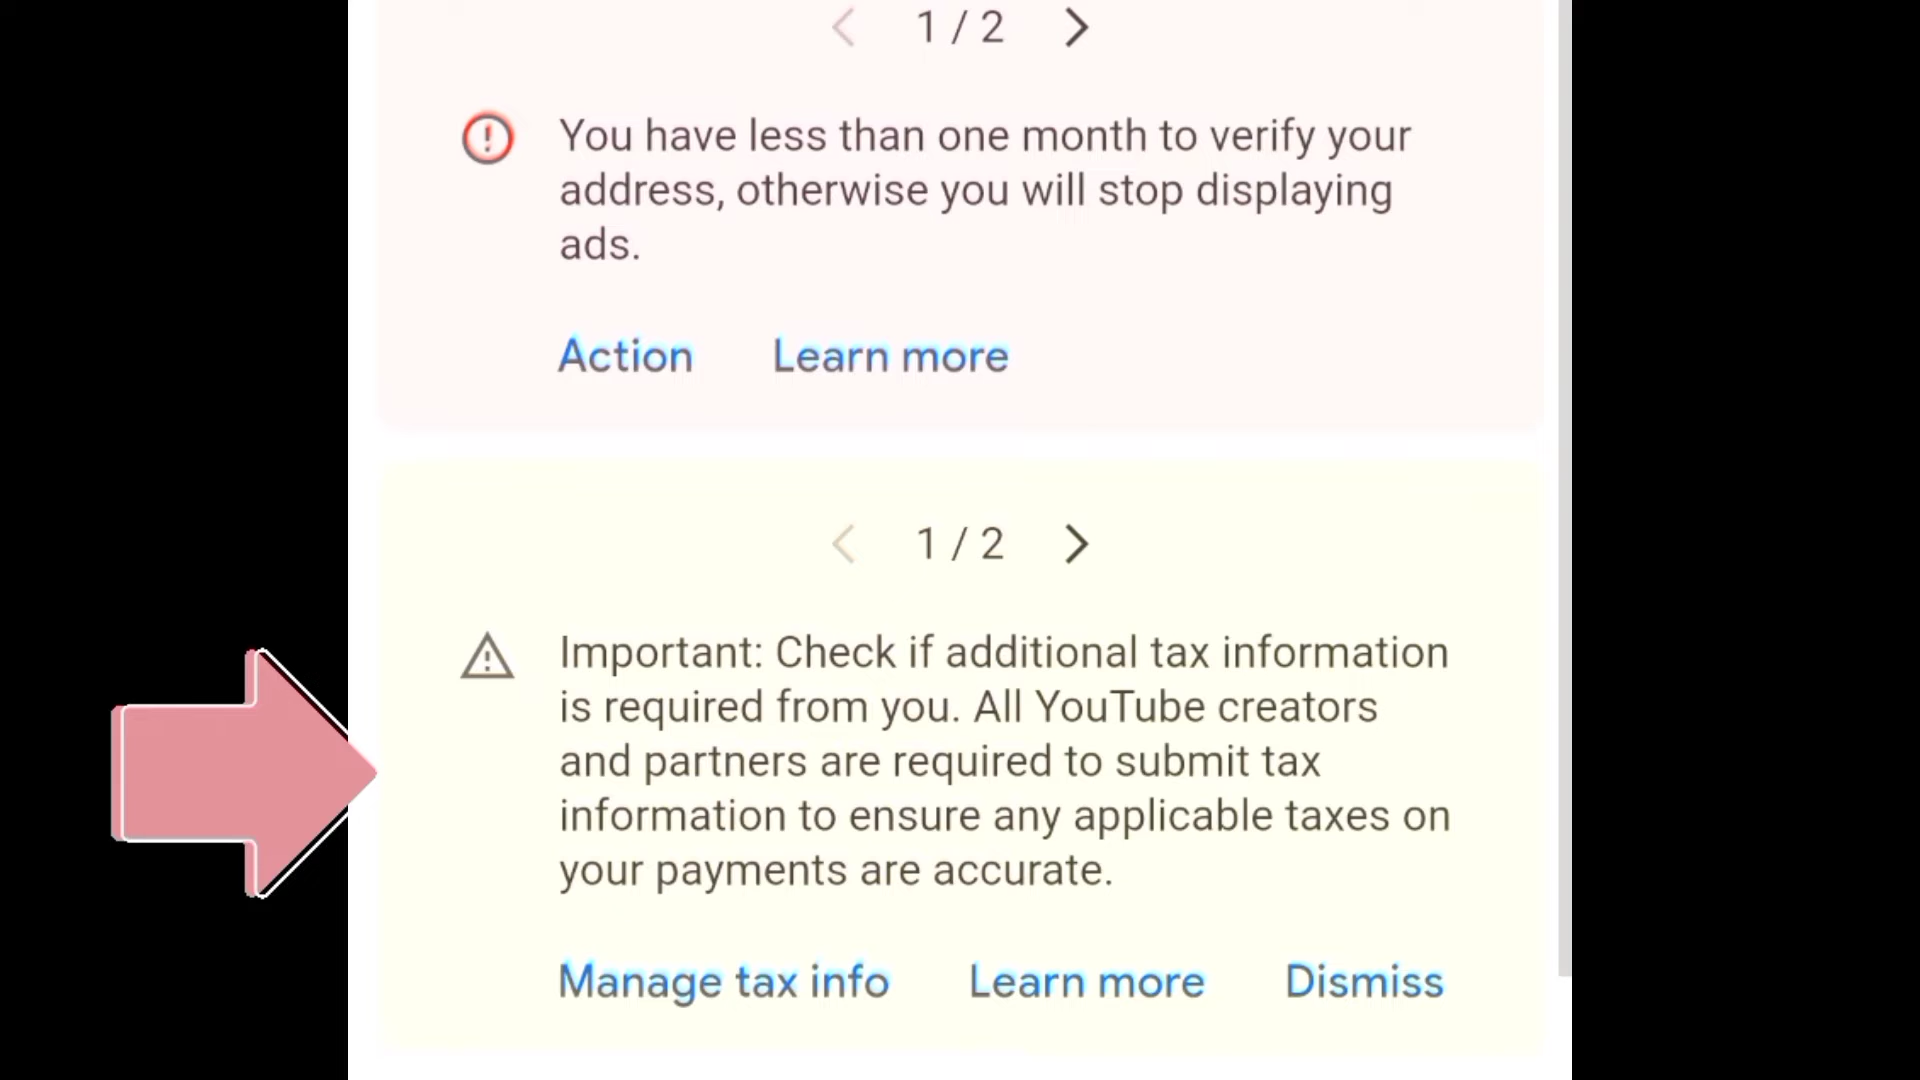 1 / 2
You have less than one month to verify your
address, otherwise you will stop displaying
ads.
Action Learn more
1 / 2
Important: Check if additional tax information
is required from you. All YouTube creators
and partners are required to submit tax
information to ensure any applicable taxes on
your payments are accurate.
Manage tax info Learn more Dismiss